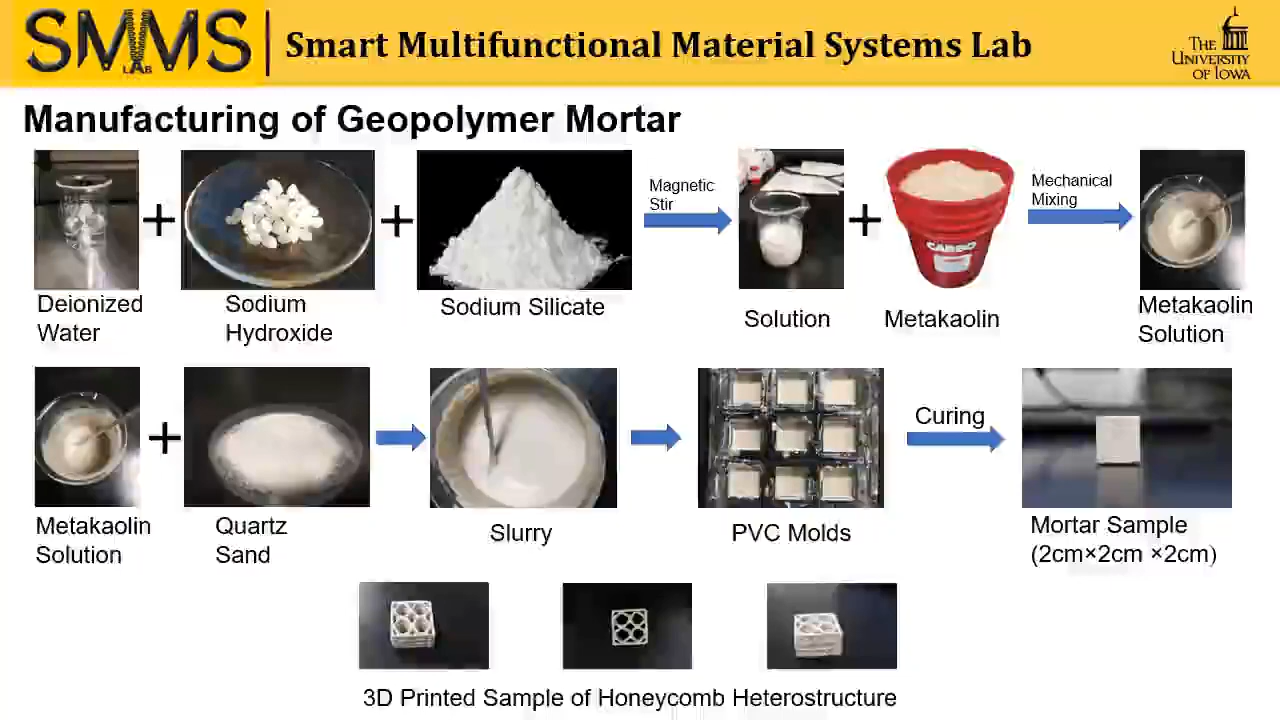 SMMS
LAB
Smart Multifunctional Material Systems Lab
THE
UNIVERSITY
OF IOWA
Manufacturing of Geopolymer Mortar
Magnetic
Stir
Mechanical
Mixing
CARBO
Deionized
Water
Sodium
Hydroxide
Sodium Silicate
Solution
Metakaolin
Metakaolin
Solution
Curing
Metakaolin
Solution
Quartz
Sand
Slurry
PVC Molds
Mortar Sample
(2cm×2cm ×2cm)
3D Printed Sample of Honeycomb Heterostructure